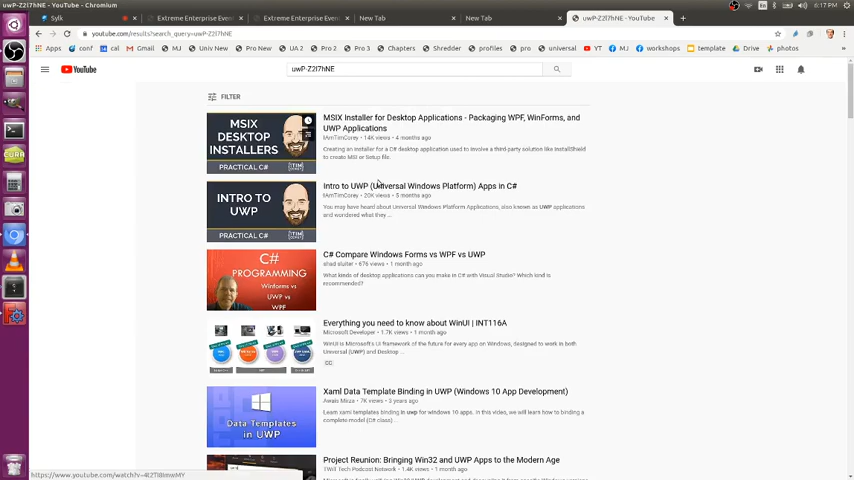 uwP-Z2I7hNE - YouTube - Chromium
En
6:17 PM
Sylk
Extreme Enterprise Even
Extreme Enterprise Even
New Tab
New Tab
uwP-Z2I7hNE - YouTube
youtube.com/results?search_query=uwP-Z2I7hNE
Apps
conf
cal
Gmail
MJ
Univ New
Pro New
UA 2
Pro 2
Pro 3
Chapters
Shredder
profiles
pro
universal
YT
MJ
workshops
template
Drive
photos
YouTube
uwP-Z2I7hNE
FILTER
MSIX
DESKTOP
INSTALLERS
PRACTICAL C#
MSIX Installer for Desktop Applications - Packaging WPF, WinForms, and
UWP Applications
IAmTimCorey • 14K views • 4 months ago
Creating an installer for a C# desktop application used to involve a third-party solution like InstallShield
to create MSI or Setup file.
INTRO TO
UWP
PRACTICAL C#
Intro to UWP (Universal Windows Platform) Apps in C#
IAmTimCorey • 20K views • 5 months ago
You may have heard about Universal Windows Platform Applications, also known as UWP applications
and wondered what they ...
C#
PROGRAMMING
Winforms
vs
UWP vs
WPF
C# Compare Windows Forms vs WPF vs UWP
shad sluiter • 676 views • 1 month ago
What kinds of desktop applications can you make in C# with Visual Studio? Which kind is
recommended?
Everything you need to know about WinUI | INT116A
Microsoft Developer • 1.7K views • 1 month ago
WinUI is Microsoft's UI framework of the future for every app on Windows, designed to work in both
Universal (UWP) and Desktop ...
CC
Data Templates
in UWP
Xaml Data Template Binding in UWP (Windows 10 App Development)
Awais Mirza • 7K views • 3 years ago
Learn xaml templates binding in uwp for windows 10 apps. In this video, we will learn how to binding a
complete model (C# class)...
Project Reunion: Bringing Win32 and UWP Apps to the Modern Age
TWiT Tech Podcast Network • 1.4K views • 1 month ago
CURA